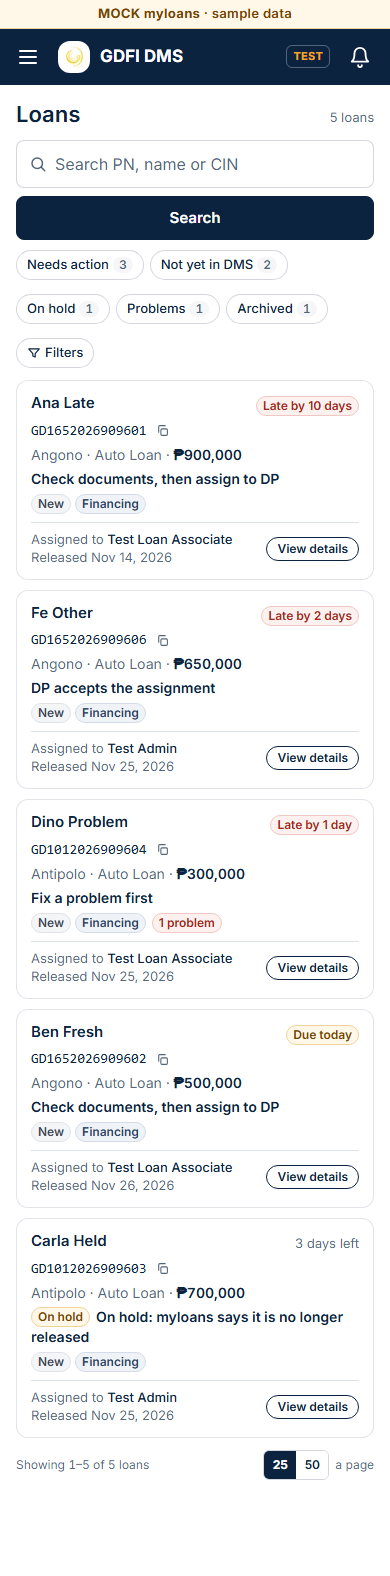 MOCK myloans · sample data
GDFI DMS
TEST
Loans
5 loans
Search PN, name or CIN
Search
Needs action 3
Not yet in DMS 2
On hold 1
Problems 1
Archived 1
Filters
Ana Late
Late by 10 days
GD1652026909601
Angono · Auto Loan · ₱900,000
Check documents, then assign to DP
New
Financing
Assigned to Test Loan Associate
Released Nov 14, 2026
View details
Fe Other
Late by 2 days
GD1652026909606
Angono · Auto Loan · ₱650,000
DP accepts the assignment
New
Financing
Assigned to Test Admin
Released Nov 25, 2026
View details
Dino Problem
Late by 1 day
GD1012026909604
Antipolo · Auto Loan · ₱300,000
Fix a problem first
New
Financing
1 problem
Assigned to Test Loan Associate
Released Nov 25, 2026
View details
Ben Fresh
Due today
GD1652026909602
Angono · Auto Loan · ₱500,000
Check documents, then assign to DP
New
Financing
Assigned to Test Loan Associate
Released Nov 26, 2026
View details
Carla Held
3 days left
GD1012026909603
Antipolo · Auto Loan · ₱700,000
On hold On hold: myloans says it is no longer
released
New
Financing
Assigned to Test Admin
Released Nov 25, 2026
View details
Showing 1–5 of 5 loans
25
50
a page